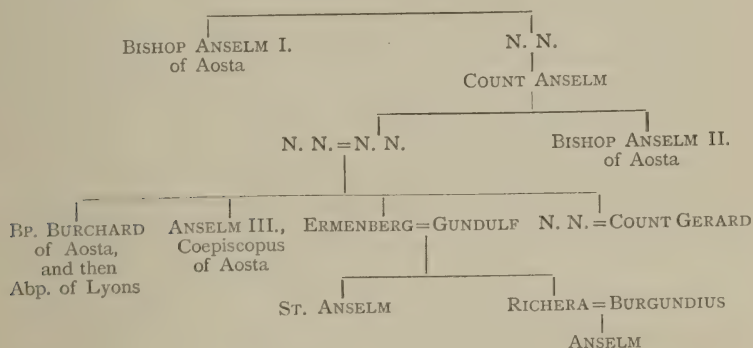 BISHOP ANSELM I. N. N.
of Aosta
COUNT ANSELM
N. N. = N. N. BISHOP ANSELM II.
of Aosta
BP. BURCHARD ANSELM III., ERMENBERG = GUNDULF N. N. = COUNT GERARD
of Aosta, Coepiscopus
and then of Aosta
Abp. of Lyons
ST. ANSELM RICHERA = BURGUNDIUS
ANSELM